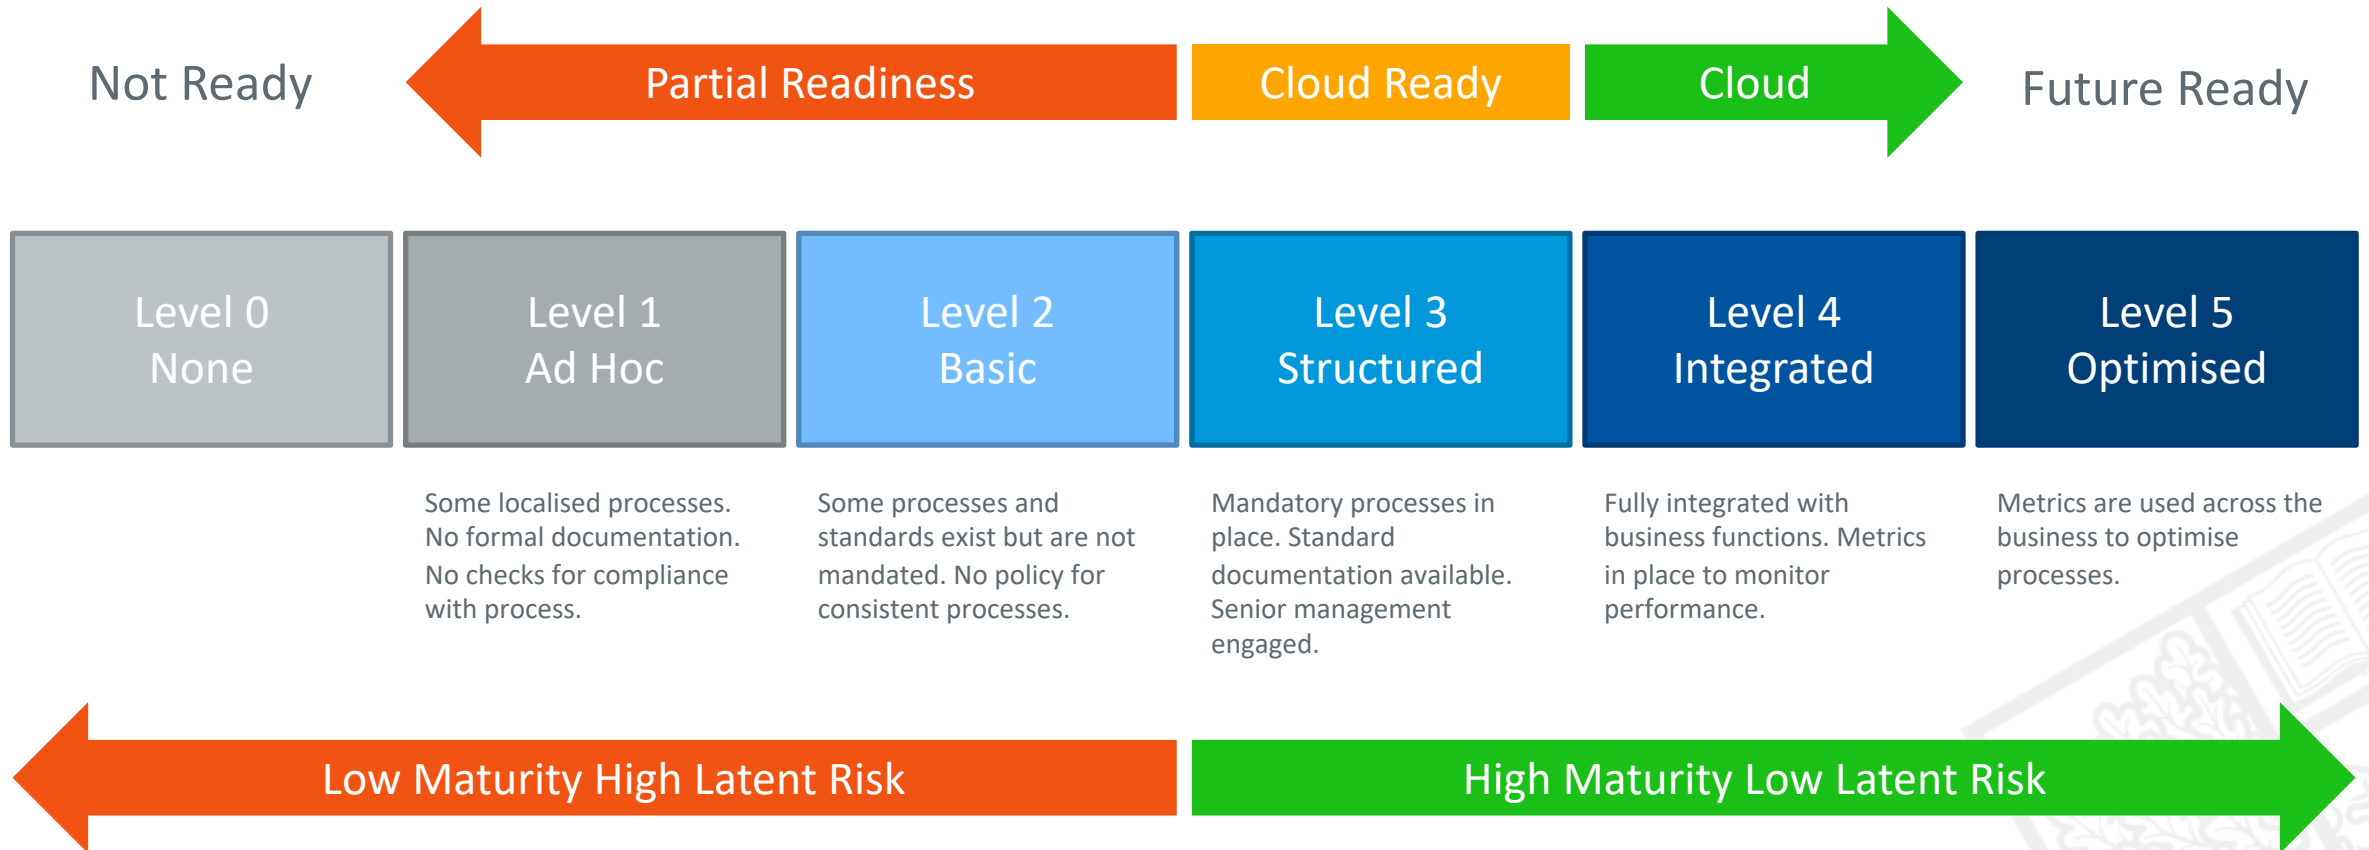 Not Ready
Partial Readiness
Cloud Ready
Cloud
Future Ready
Level 0
None
Level 1
Ad Hoc
Level 2
Basic
Level 3
Structured
Level 4
Integrated
Level 5
Optimised
Some localised processes.
No formal documentation.
No checks for compliance
with process.
Some processes and
standards exist but are not
mandated. No policy for
consistent processes.
Mandatory processes in
place. Standard
documentation available.
Senior management
engaged.
Fully integrated with
business functions. Metrics
in place to monitor
performance.
Metrics are used across the
business to optimise
processes.
Low Maturity High Latent Risk
High Maturity Low Latent Risk